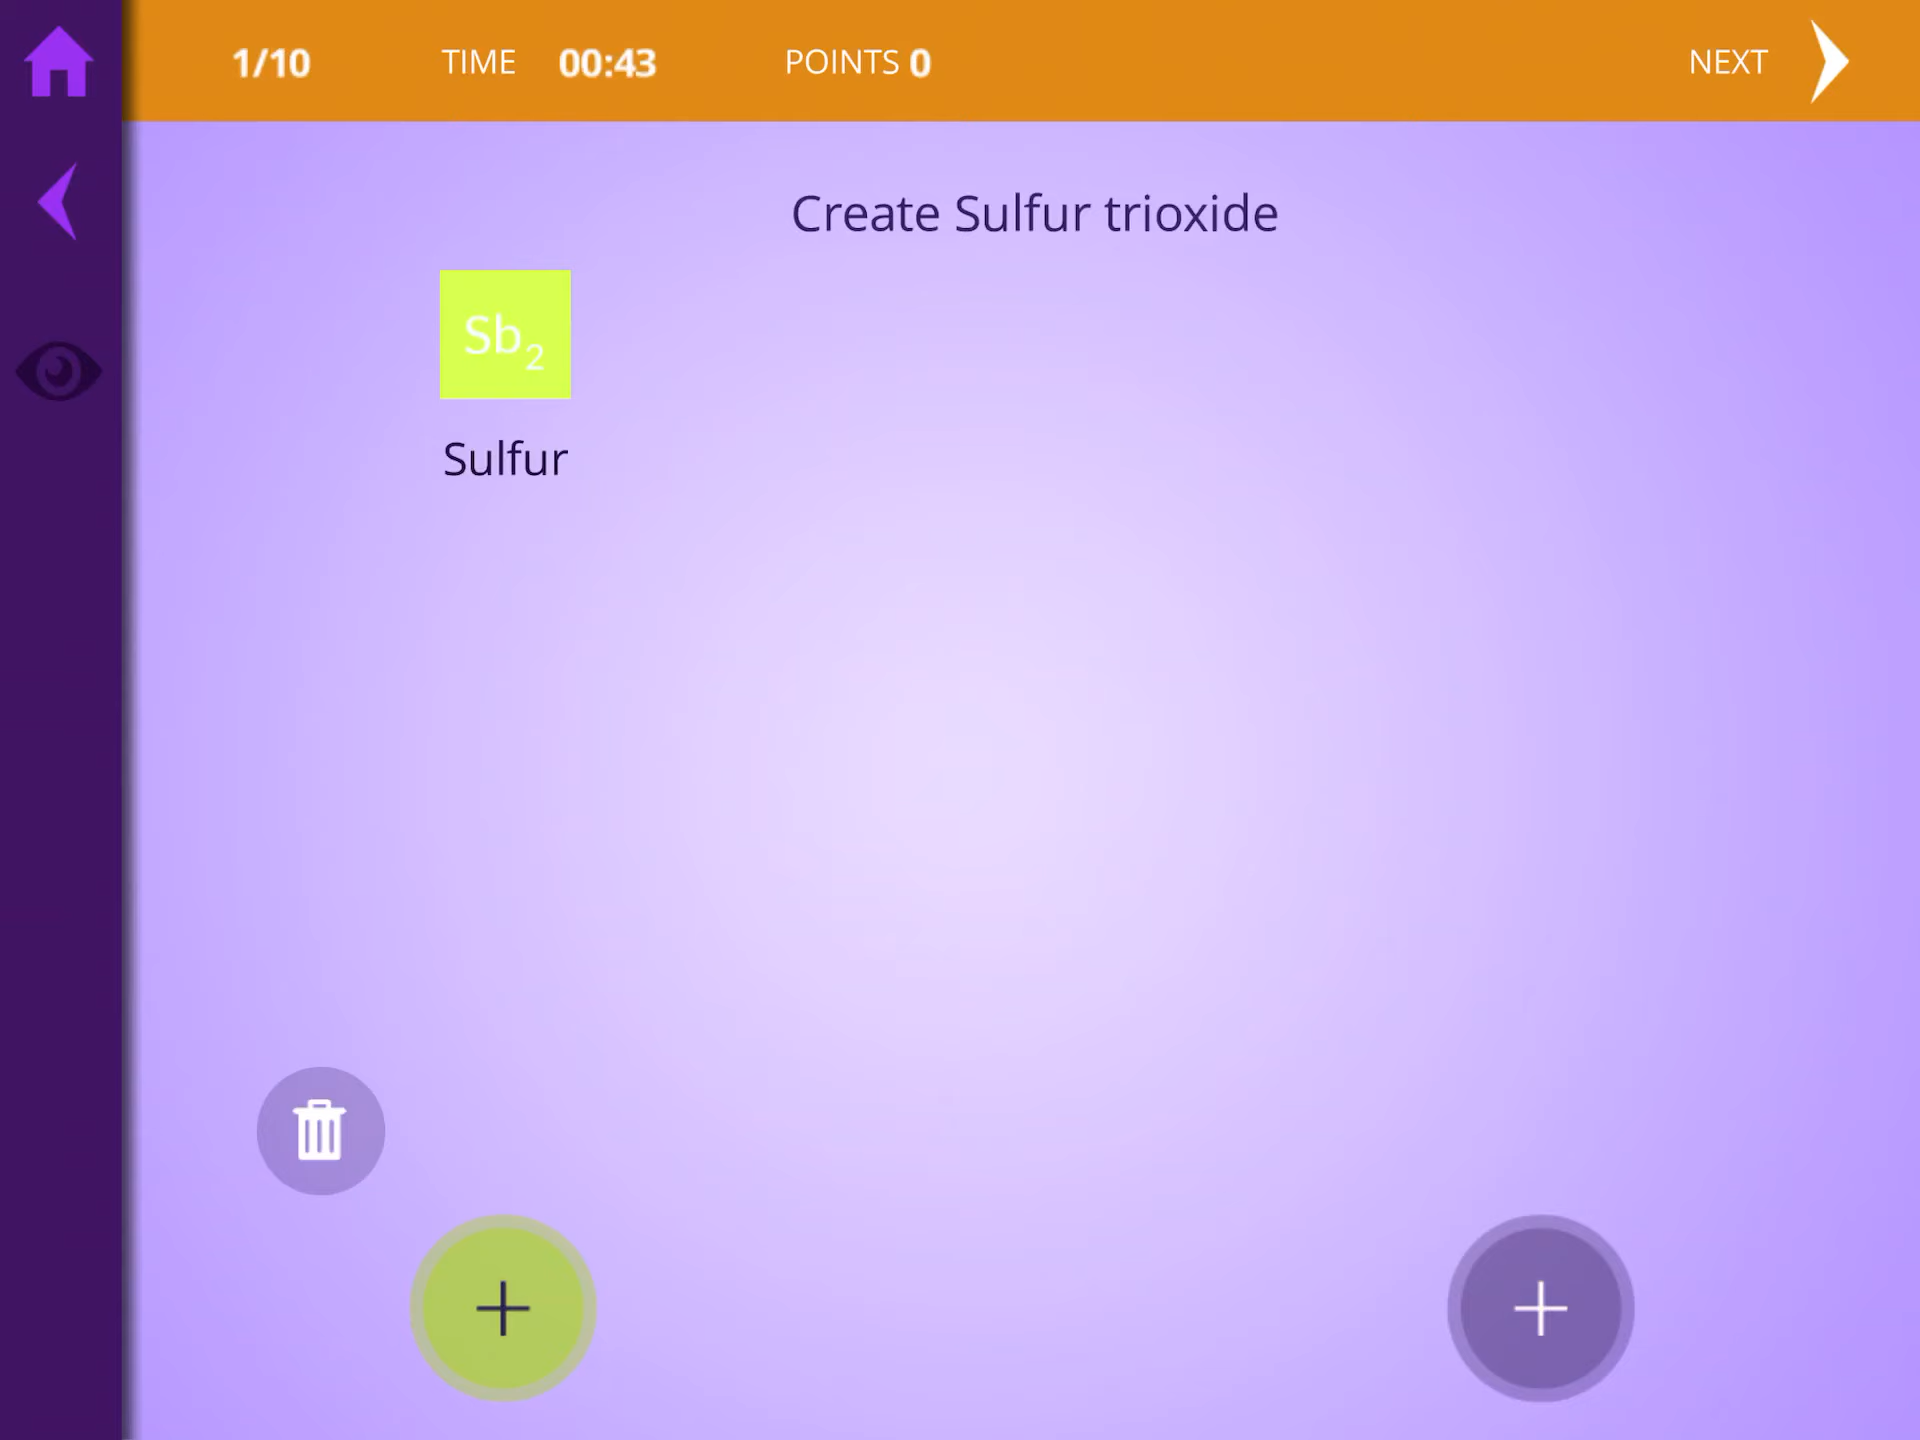 1/10 TIME 00:43 POINTS 0 NEXT
Create Sulfur trioxide
Sb₂
Sulfur